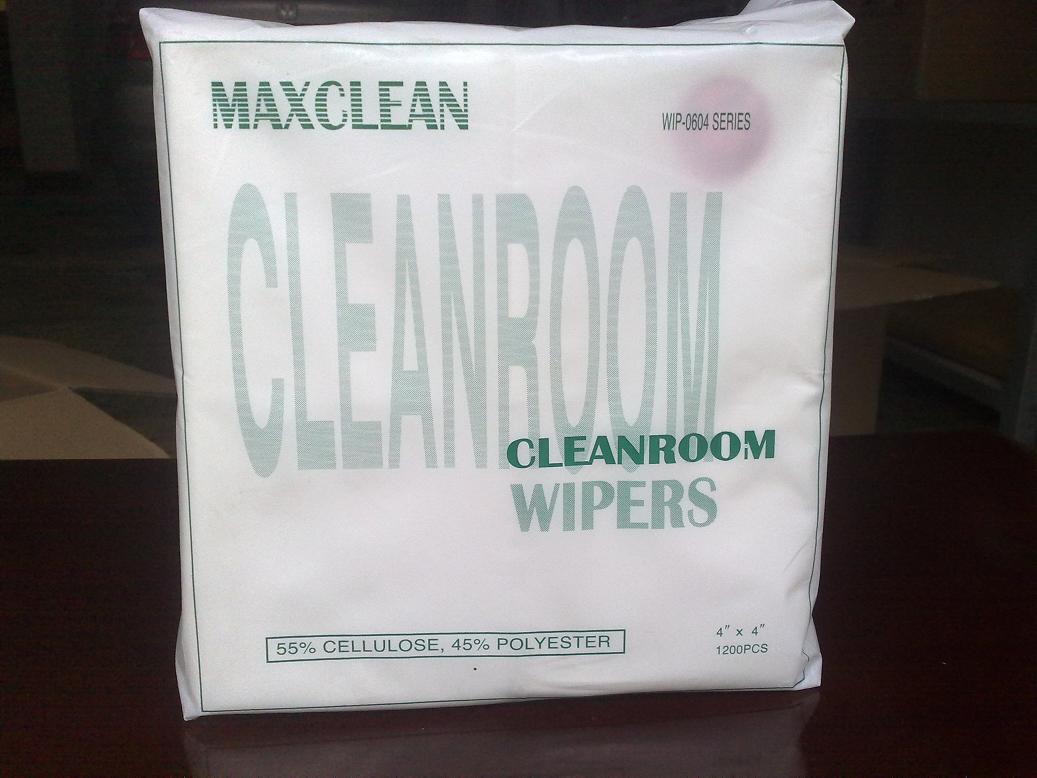 MAXCLEAN
WIP-0604 SERIES
CLEANROOM
CLEANROOM
WIPERS
55% CELLULOSE, 45% POLYESTER
4" x 4"
1200PCS